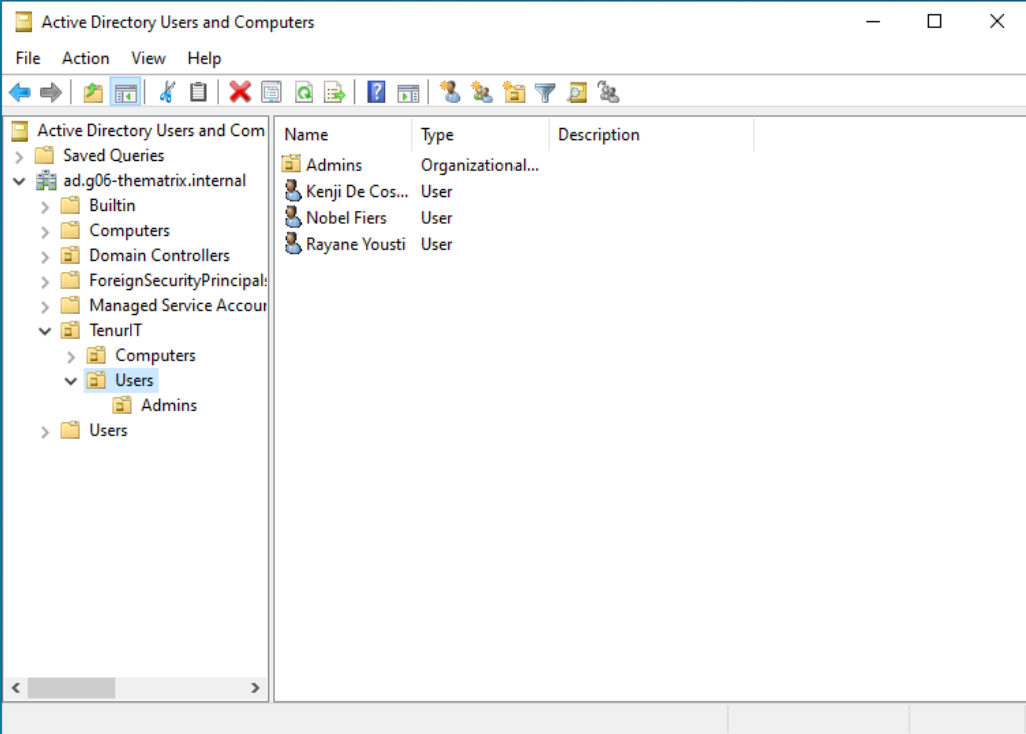 Active Directory Users and Computers
File Action View Help
Active Directory Users and Com
Saved Queries
ad.g06-thematrix.internal
Builtin
Computers
Domain Controllers
ForeignSecurityPrincipals
Managed Service Accour
TenurIT
Computers
Users
Admins
Users
Name Type Description
Admins Organizational...
Kenji De Cos... User
Nobel Fiers User
Rayane Yousti User